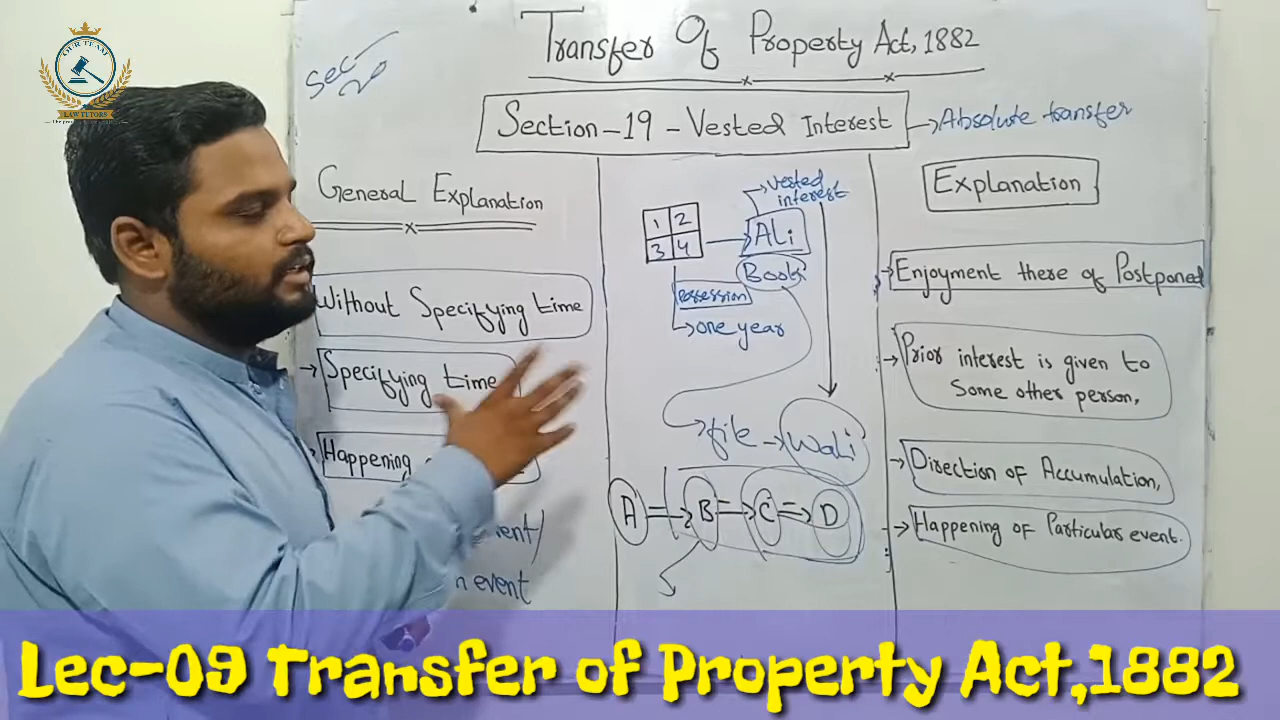 OUR TEAM
LAW TUTORS
Sec 20
Transfer Of Property Act, 1882
Section-19-Vested Interest
Absolute transfer
General Explanation
Without Specifying time
Specifying time
Happening
event/
event
vested
interest
1 2
3 4
Ali
Book
Possession
one year
file
Wali
A B C D
Explanation
Enjoyment there of Postponed
Prior interest is given to
Some other person,
Direction of Accumulation,
Happening of Particular event.
Lec-09 Transfer of Property Act,1882